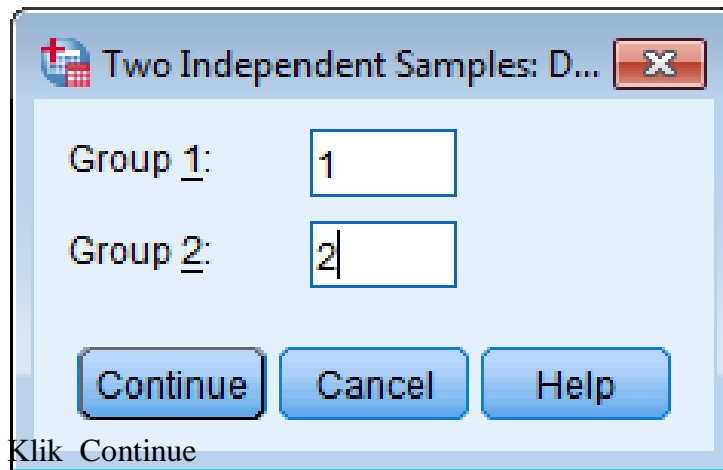 Two Independent Samples: D...
Group 1: 1
Group 2: 2
Continue Cancel Help
Klik Continue